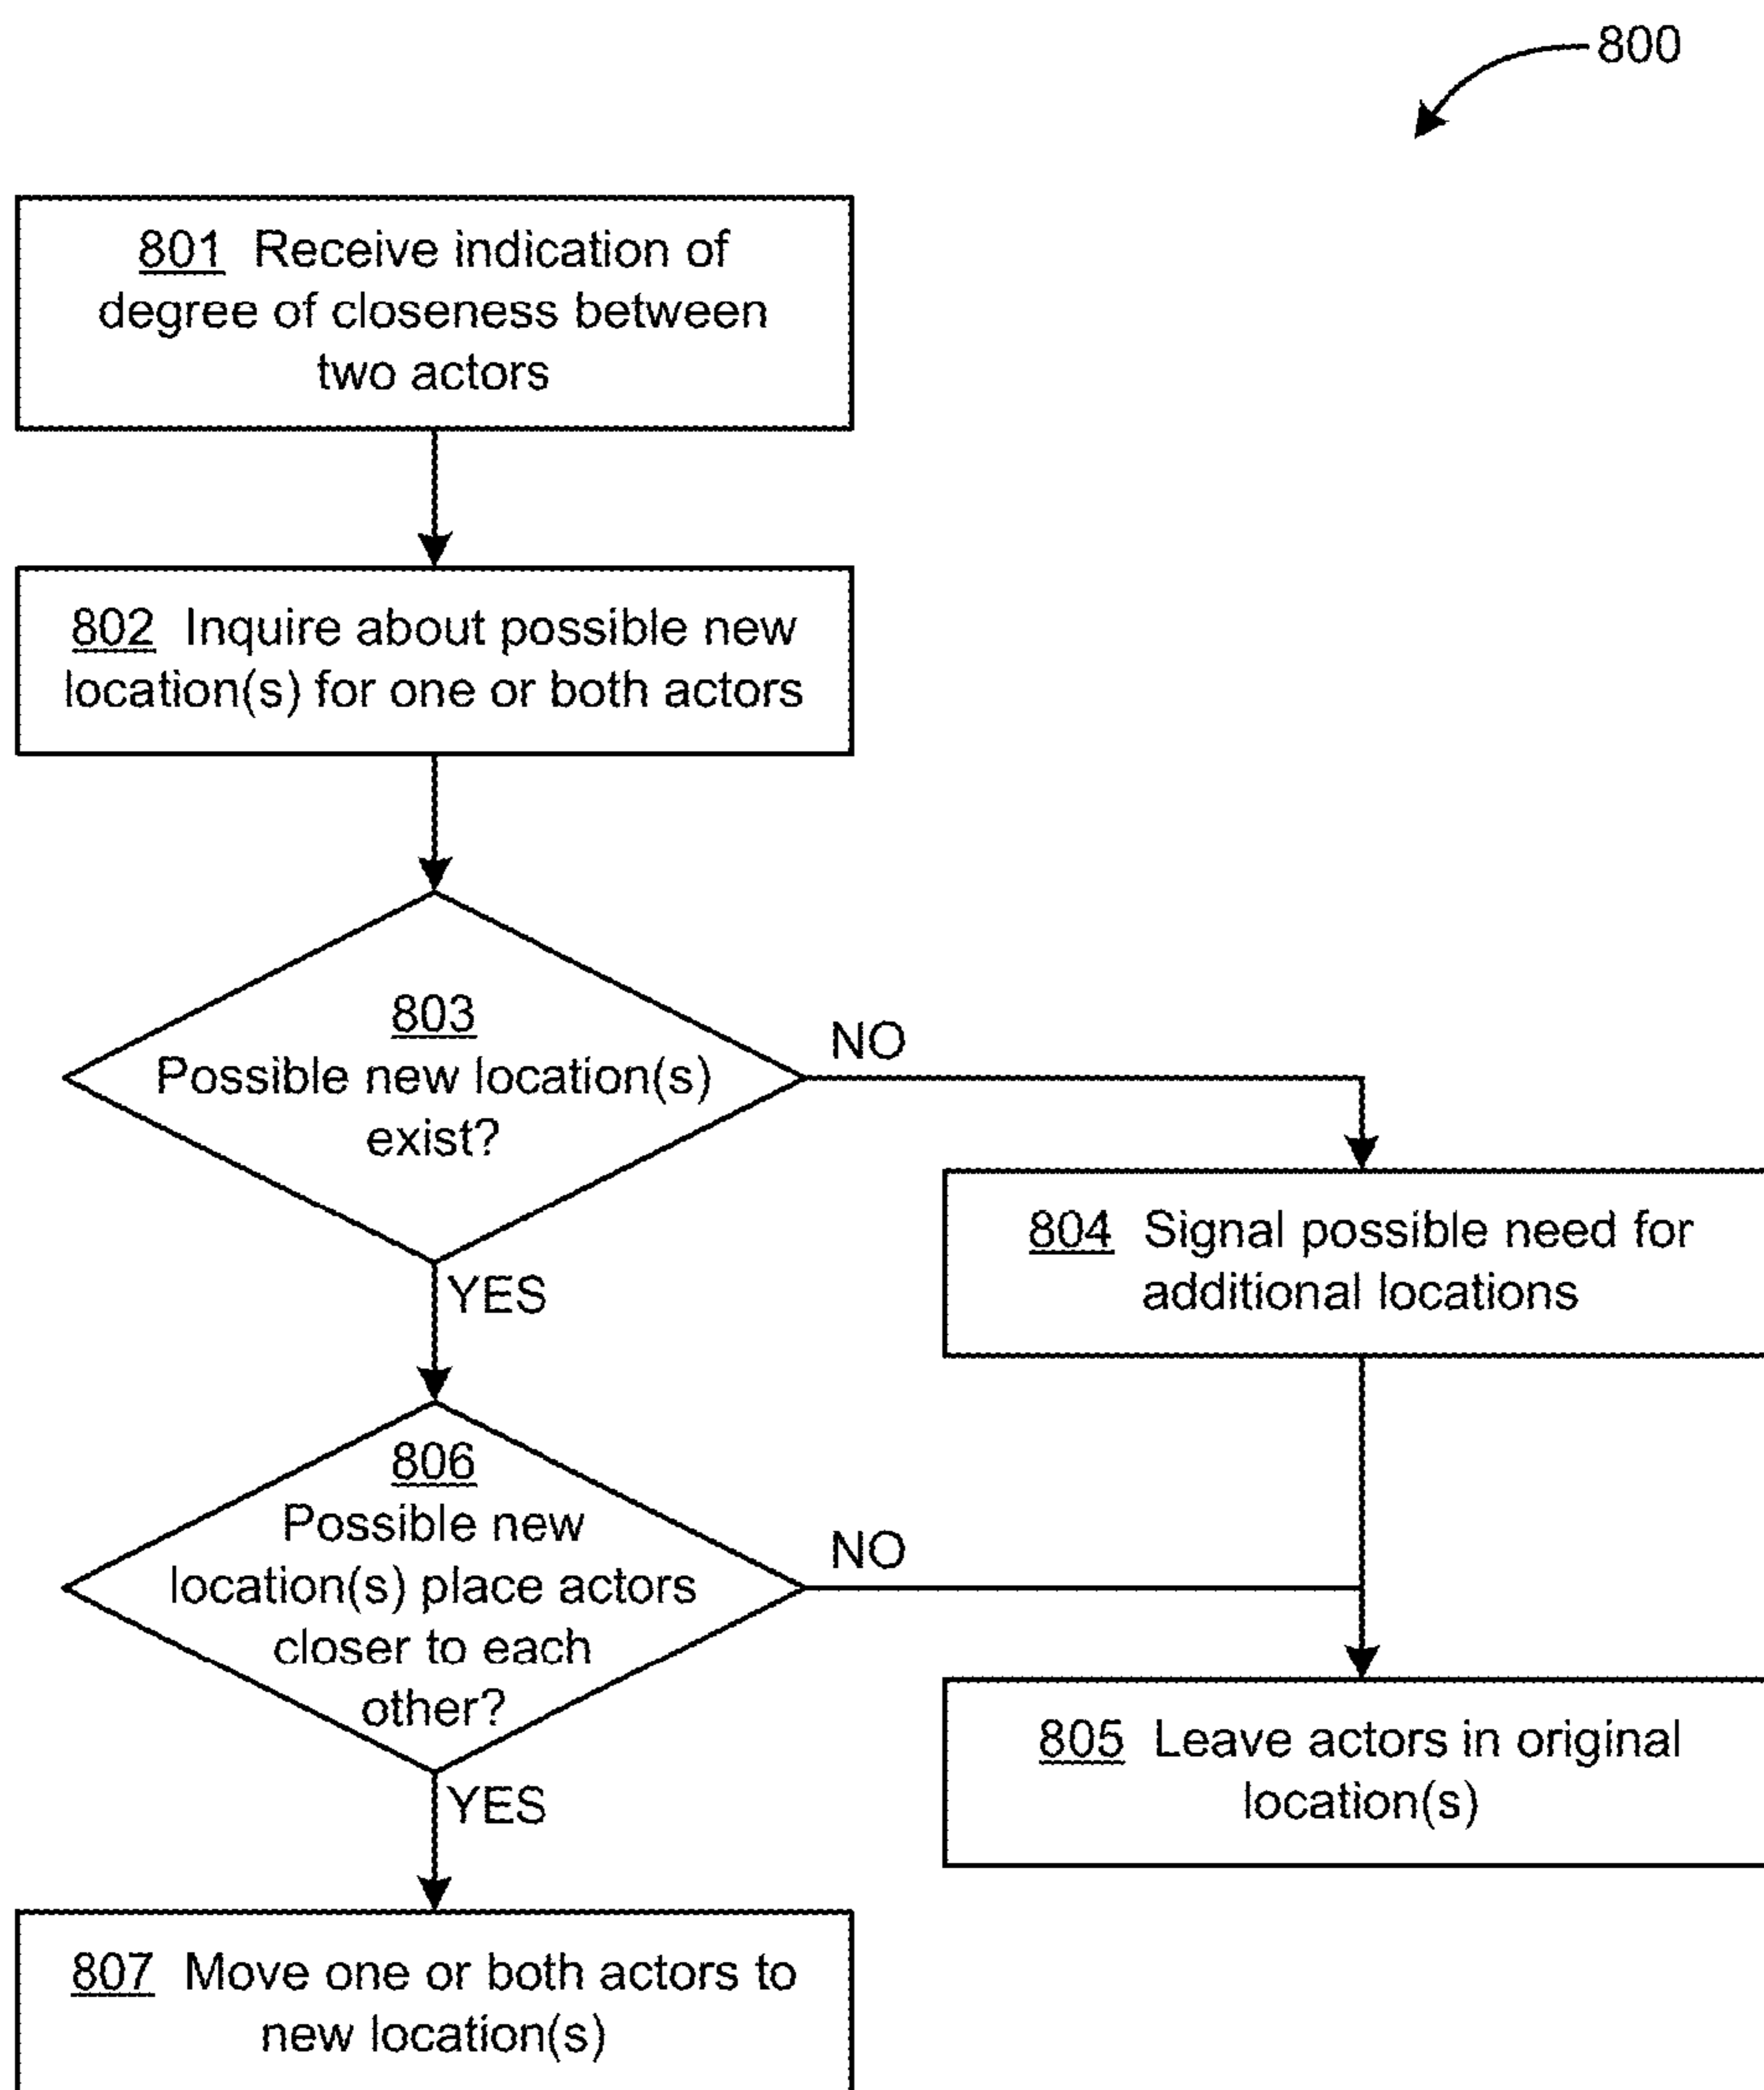 800
801 Receive indication of
degree of closeness between
two actors
802 Inquire about possible new
location(s) for one or both actors
803
Possible new location(s)
exist?
NO
YES
804 Signal possible need for
additional locations
806
Possible new
location(s) place actors
closer to each
other?
NO
YES
805 Leave actors in original
location(s)
807 Move one or both actors to
new location(s)